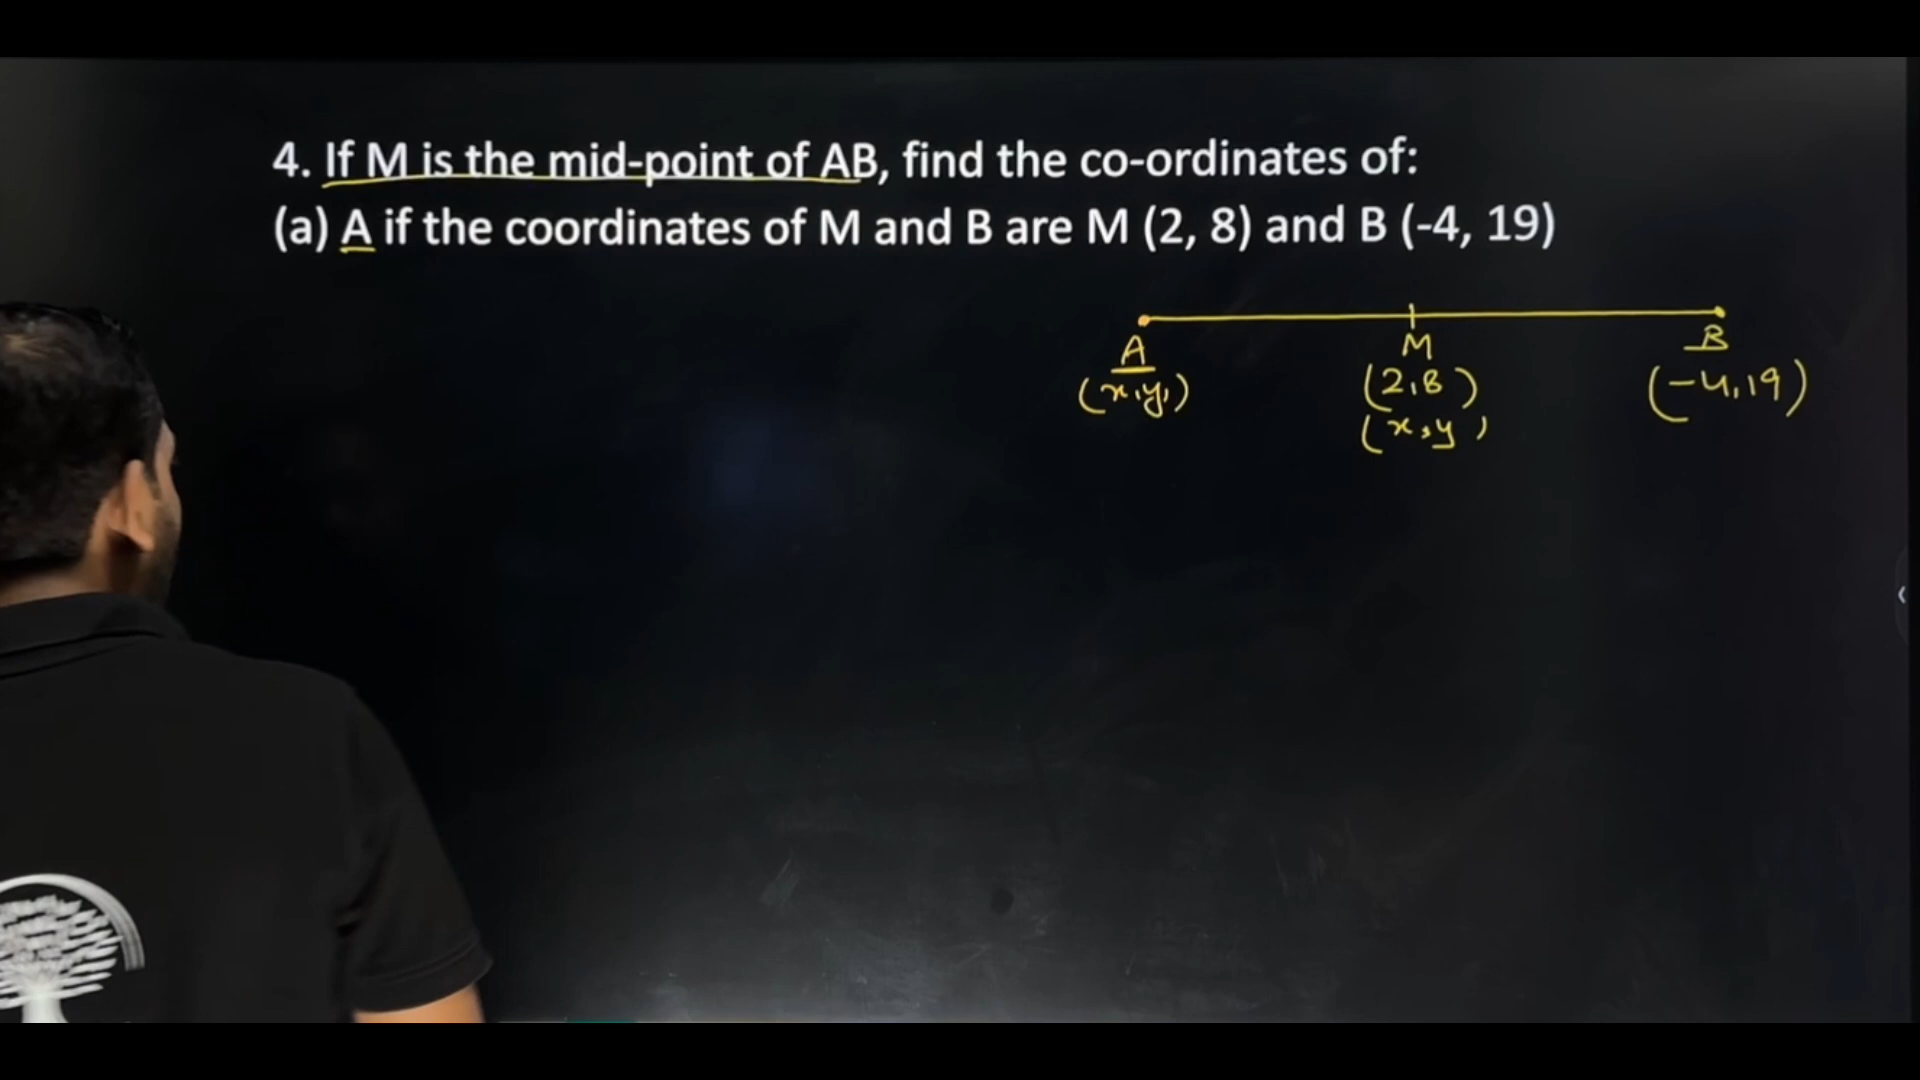 4. If M is the mid-point of AB, find the co-ordinates of:
(a) A if the coordinates of M and B are M (2, 8) and B (-4, 19)
A M B
(x₁,y₁) (2,8) (-4,19)
(x,y)